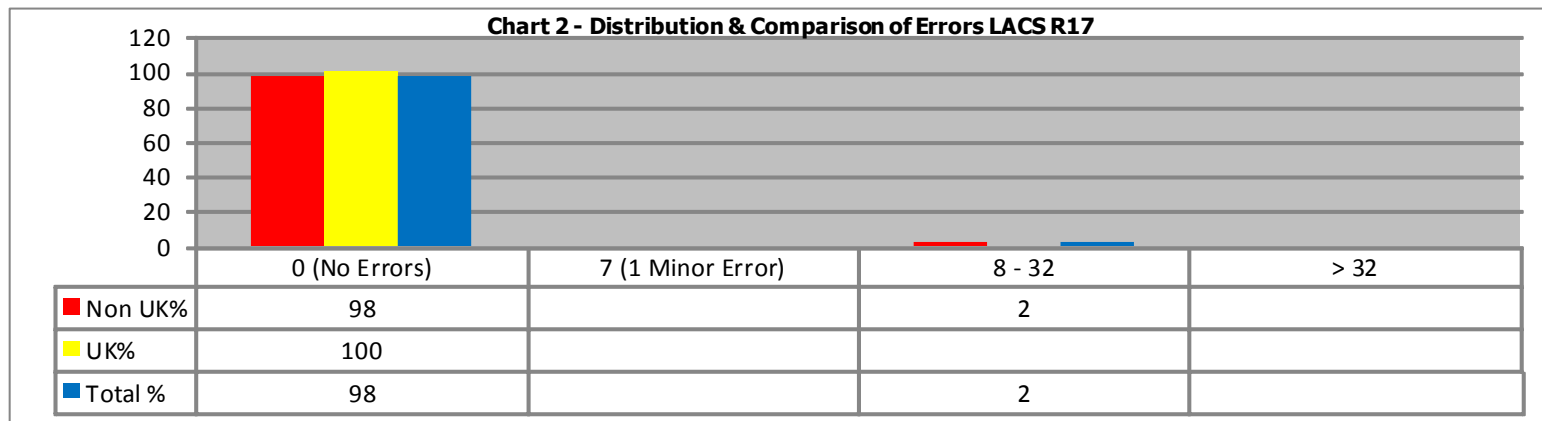 Chart 2 - Distribution & Comparison of Errors LACS R17
120
100
80
60
40
20
0
0 (No Errors) 7 (1 Minor Error) 8 - 32 > 32
Non UK% 98 2
UK% 100
Total % 98 2